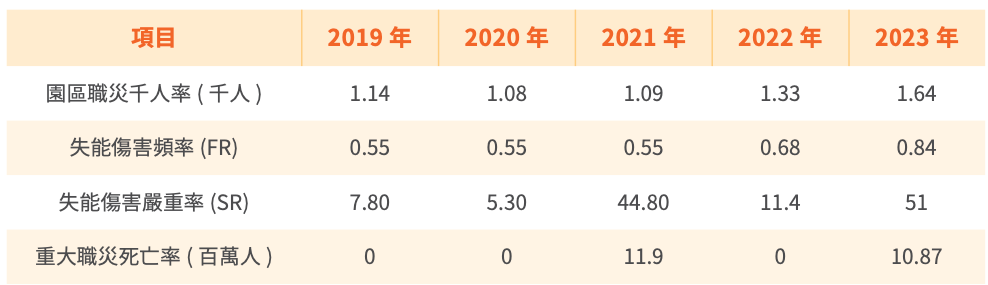 項目 2019 年 2020 年 2021 年 2022 年 2023 年
園區職災千人率 ( 千人 ) 1.14 1.08 1.09 1.33 1.64
失能傷害頻率 (FR) 0.55 0.55 0.55 0.68 0.84
失能傷害嚴重率 (SR) 7.80 5.30 44.80 11.4 51
重大職災死亡率 ( 百萬人 ) 0 0 11.9 0 10.87